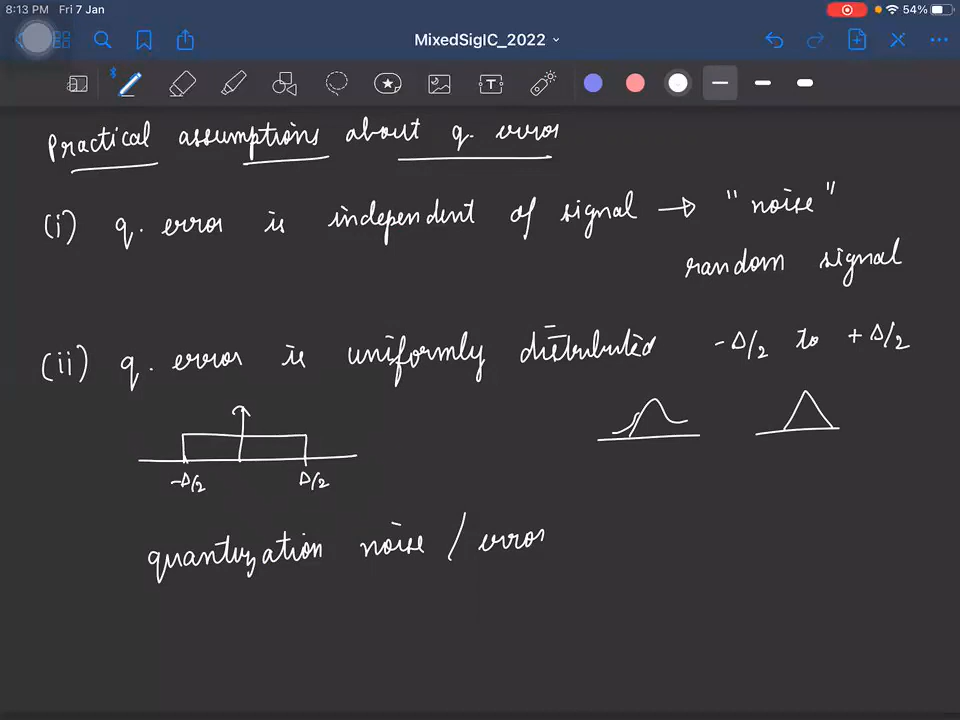 8:13 PM Fri 7 Jan
54%
MixedSigIC_2022
T
Practical assumptions about q. error
(i) q. error is independent of signal → "noise"
random signal
(ii) q. error is uniformly distributed -Δ/2 to +Δ/2
-Δ/2 Δ/2
quantization noise / error